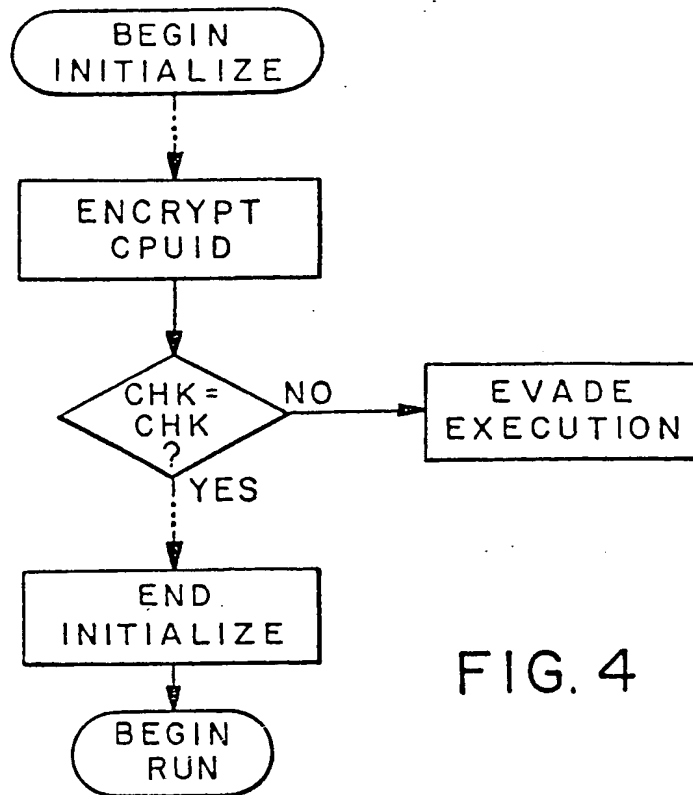 BEGIN
INITIALIZE
ENCRYPT
CPUID
CHK =
CHK
?
NO
EVADE
EXECUTION
YES
END
INITIALIZE
BEGIN
RUN
FIG. 4